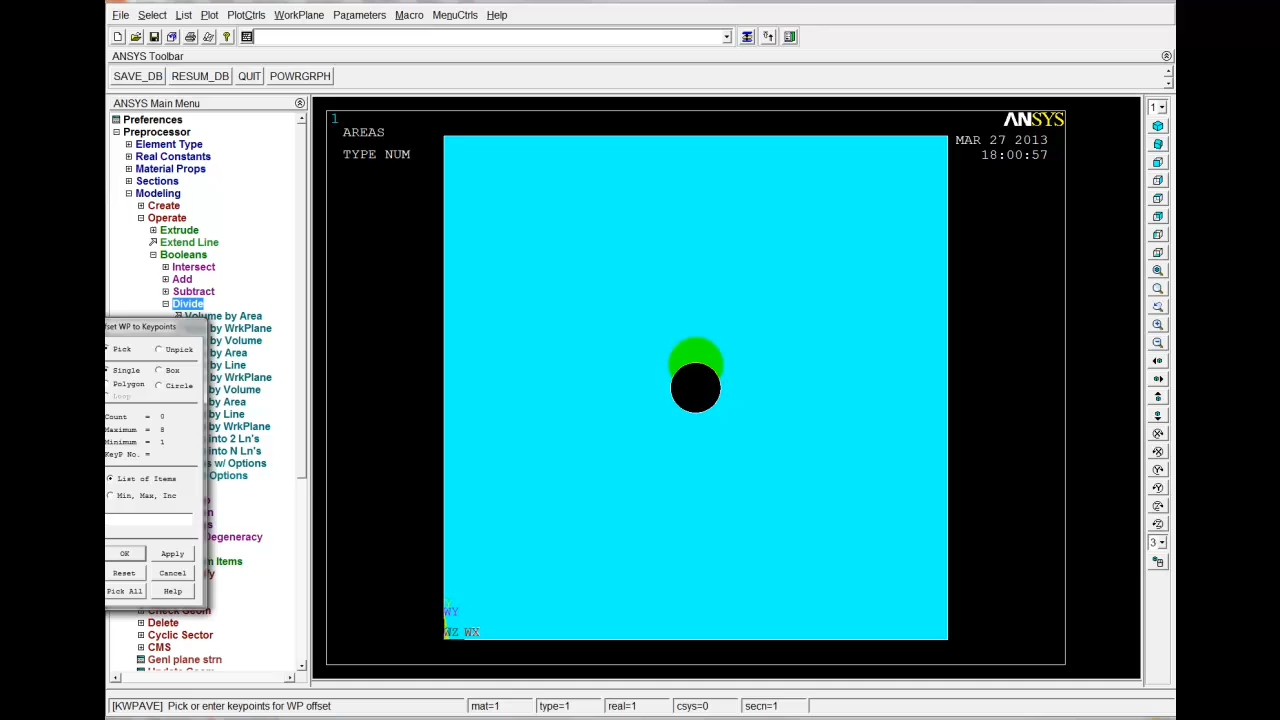 File Select List Plot PlotCtrls WorkPlane Parameters Macro MenuCtrls Help
ANSYS Toolbar
SAVE_DB RESUM_DB QUIT POWRGRPH
ANSYS Main Menu
Preferences
Preprocessor
Element Type
Real Constants
Material Props
Sections
Modeling
Create
Operate
Extrude
Extend Line
Booleans
Intersect
Add
Subtract
Divide
Volume by Area
by WrkPlane
by Volume
by Area
by Line
by WrkPlane
by Volume
by Area
by Line
by WrkPlane
into 2 Ln's
into N Ln's
w/ Options
Options
Degeneracy
Items
Check Geom
Delete
Cyclic Sector
CMS
Genl plane strn
Update Geom
set WP to Keypoints
Pick Unpick
Single Box
Polygon Circle
Loop
Count = 0
Maximum = 8
Minimum = 1
KeyP No. =
List of Items
Min, Max, Inc
OK Apply
Reset Cancel
Pick All Help
1
AREAS
TYPE NUM
ANSYS
MAR 27 2013
18:00:57
WY
WZ WX
1
3
[KWPAVE] Pick or enter keypoints for WP offset
mat=1 type=1 real=1 csys=0 secn=1